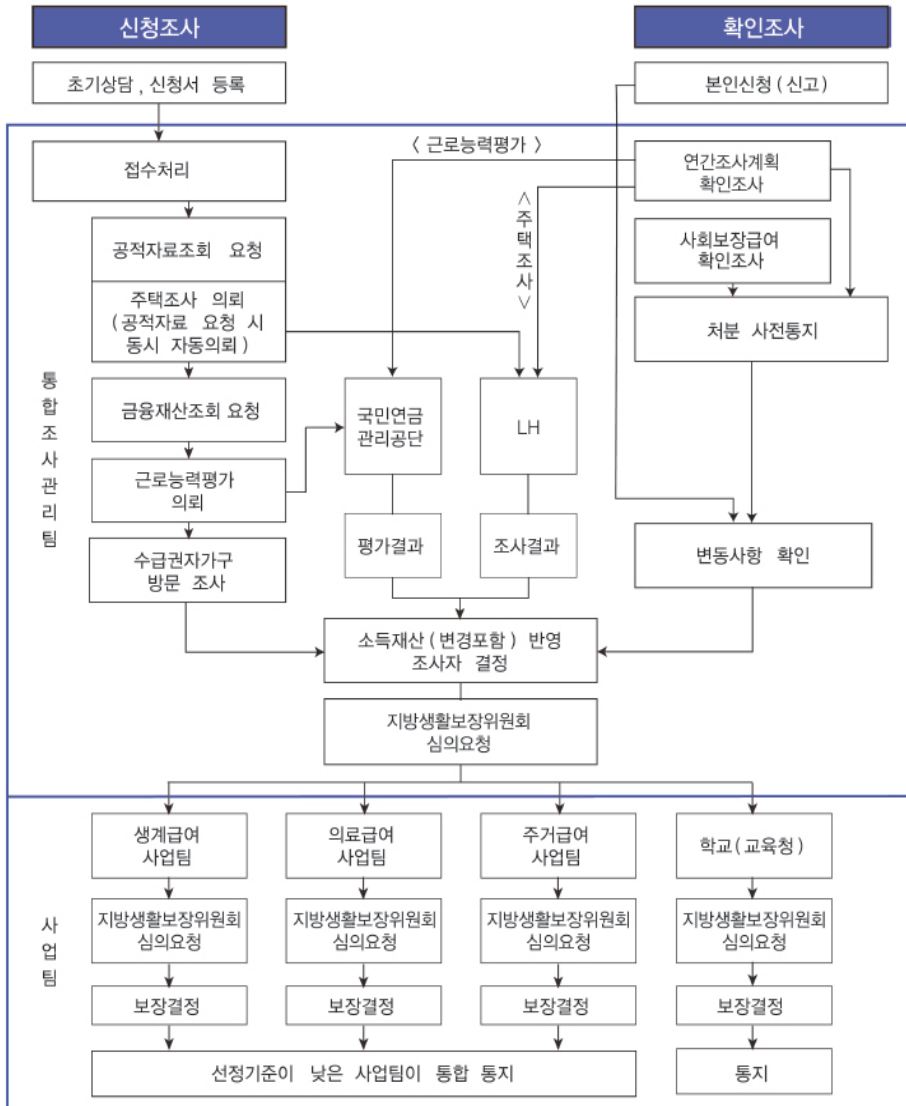 신청조사
확인조사
초기상담, 신청서 등록
본인신청(신고)
< 근로능력평가 >
접수처리
연간조사계획
확인조사
<주택조사>
공적자료조회 요청
사회보장급여
확인조사
주택조사 의뢰
(공적자료 요청 시
동시 자동의뢰)
처분 사전통지
통합조사관리팀
금융재산조회 요청
국민연금
관리공단
LH
근로능력평가
의뢰
평가결과
조사결과
변동사항 확인
수급권자가구
방문 조사
소득재산(변경포함) 반영
조사자 결정
지방생활보장위원회
심의요청
생계급여
사업팀
의료급여
사업팀
주거급여
사업팀
학교(교육청)
사업팀
지방생활보장위원회
심의요청
지방생활보장위원회
심의요청
지방생활보장위원회
심의요청
지방생활보장위원회
심의요청
보장결정
보장결정
보장결정
보장결정
선정기준이 낮은 사업팀이 통합 통지
통지